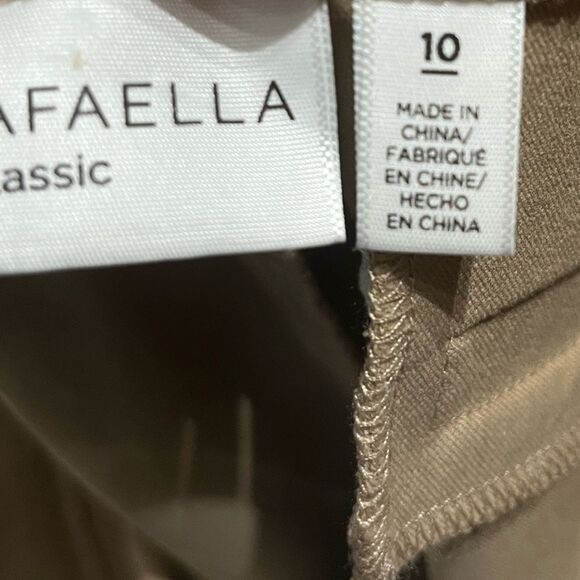 AFAELLA
assic
10
MADE IN
CHINA/
FABRIQUÉ
EN CHINE/
HECHO
EN CHINA